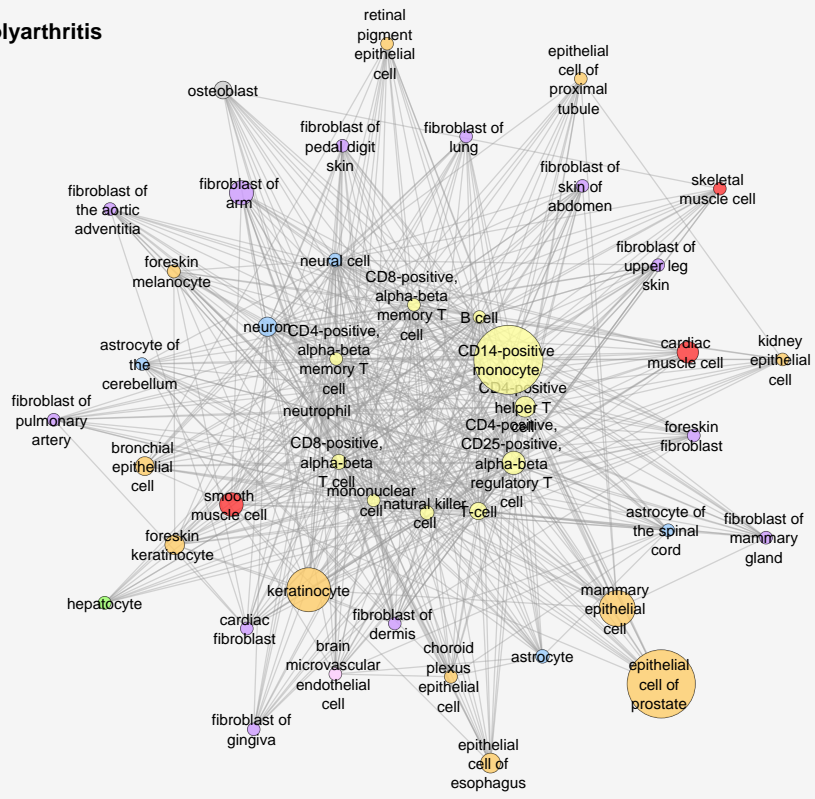 olyarthritis
retinal
pigment
epithelial
cell
epithelial
cell of
proximal
tubule
osteoblast
fibroblast of
pedal digit
skin
fibroblast of
lung
fibroblast of
skin of
abdomen
skeletal
muscle cell
fibroblast of
arm
fibroblast of
the aortic
adventitia
foreskin
melanocyte
neural cell
fibroblast of
upper leg
skin
CD8-positive,
alpha-beta
memory T
cell
B cell
neuron
CD4-positive,
alpha-beta
memory T
cell
CD14-positive
monocyte
cardiac
muscle cell
kidney
epithelial
cell
astrocyte of
the
cerebellum
CD4-positive
helper T
cell
neutrophil
fibroblast of
pulmonary
artery
CD4-positive,
CD25-positive,
alpha-beta
regulatory T
cell
foreskin
fibroblast
bronchial
epithelial
cell
CD8-positive,
alpha-beta
T cell
mononuclear
cell
natural killer
cell
T-cell
smooth
muscle cell
astrocyte of
the spinal
cord
fibroblast of
mammary
gland
foreskin
keratinocyte
keratinocyte
mammary
epithelial
cell
hepatocyte
cardiac
fibroblast
fibroblast of
dermis
brain
microvascular
endothelial
cell
choroid
plexus
epithelial
cell
astrocyte
epithelial
cell of
prostate
fibroblast of
gingiva
epithelial
cell of
esophagus